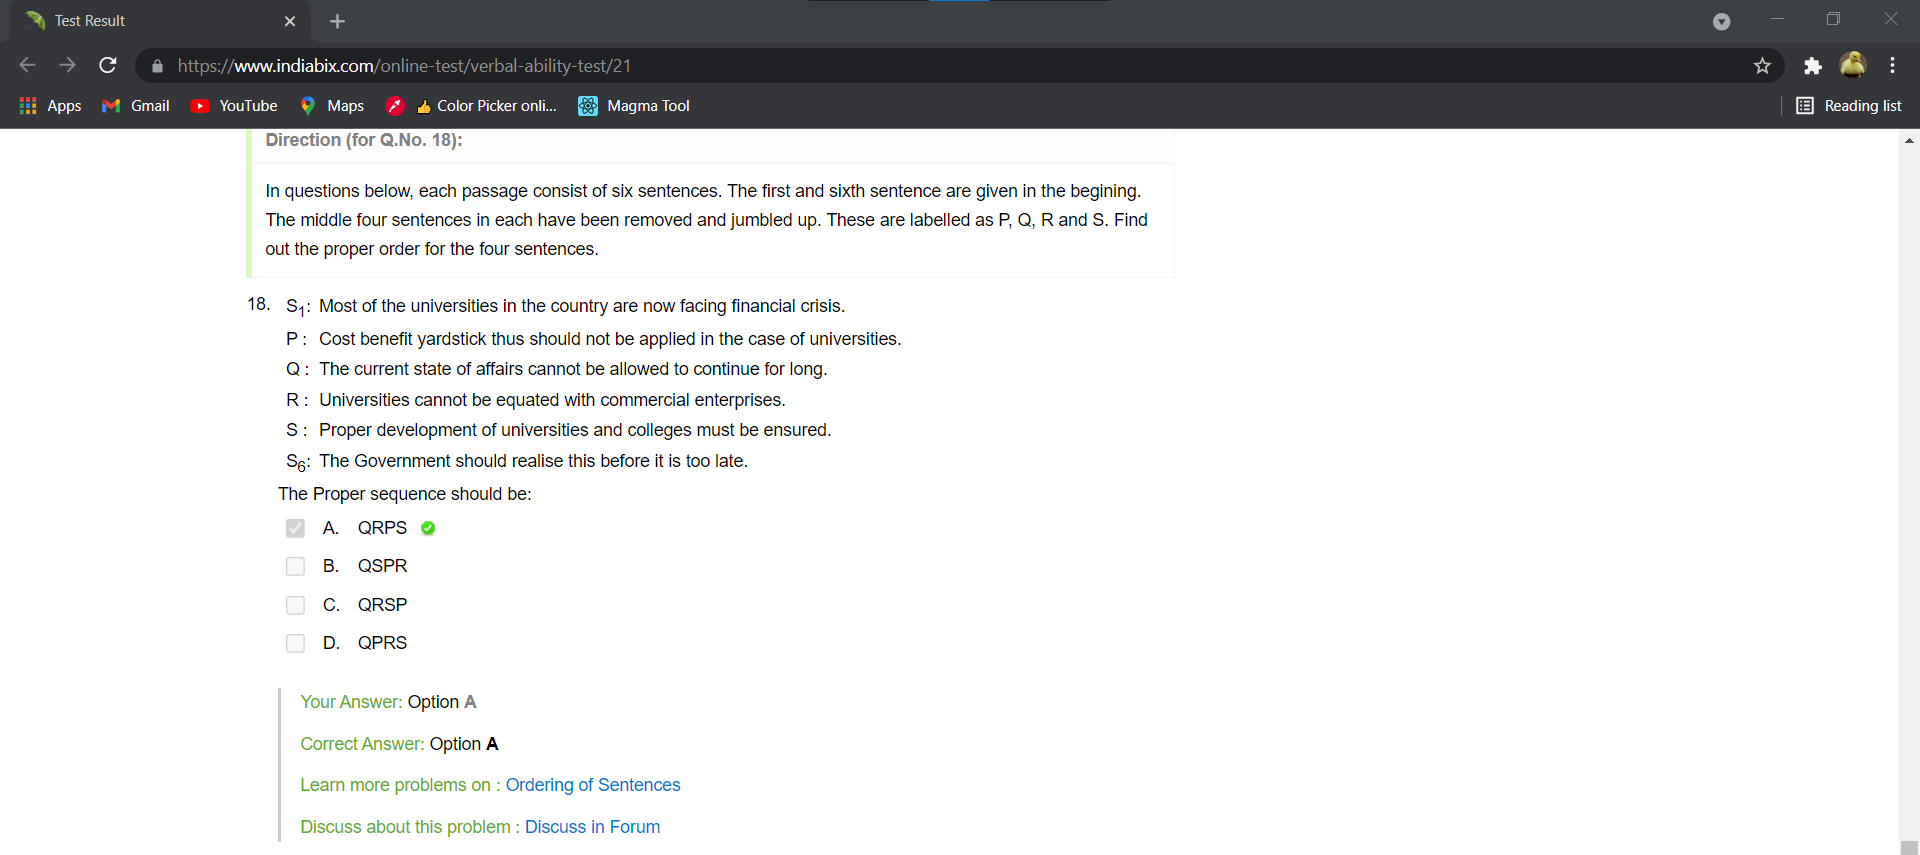 Test Result
https://www.indiabix.com/online-test/verbal-ability-test/21
Apps Gmail YouTube Maps Color Picker onli... Magma Tool Reading list
Direction (for Q.No. 18):
In questions below, each passage consist of six sentences. The first and sixth sentence are given in the begining.
The middle four sentences in each have been removed and jumbled up. These are labelled as P, Q, R and S. Find
out the proper order for the four sentences.
18. S1: Most of the universities in the country are now facing financial crisis.
P : Cost benefit yardstick thus should not be applied in the case of universities.
Q : The current state of affairs cannot be allowed to continue for long.
R : Universities cannot be equated with commercial enterprises.
S : Proper development of universities and colleges must be ensured.
S6: The Government should realise this before it is too late.
The Proper sequence should be:
A. QRPS
B. QSPR
C. QRSP
D. QPRS
Your Answer: Option A
Correct Answer: Option A
Learn more problems on : Ordering of Sentences
Discuss about this problem : Discuss in Forum